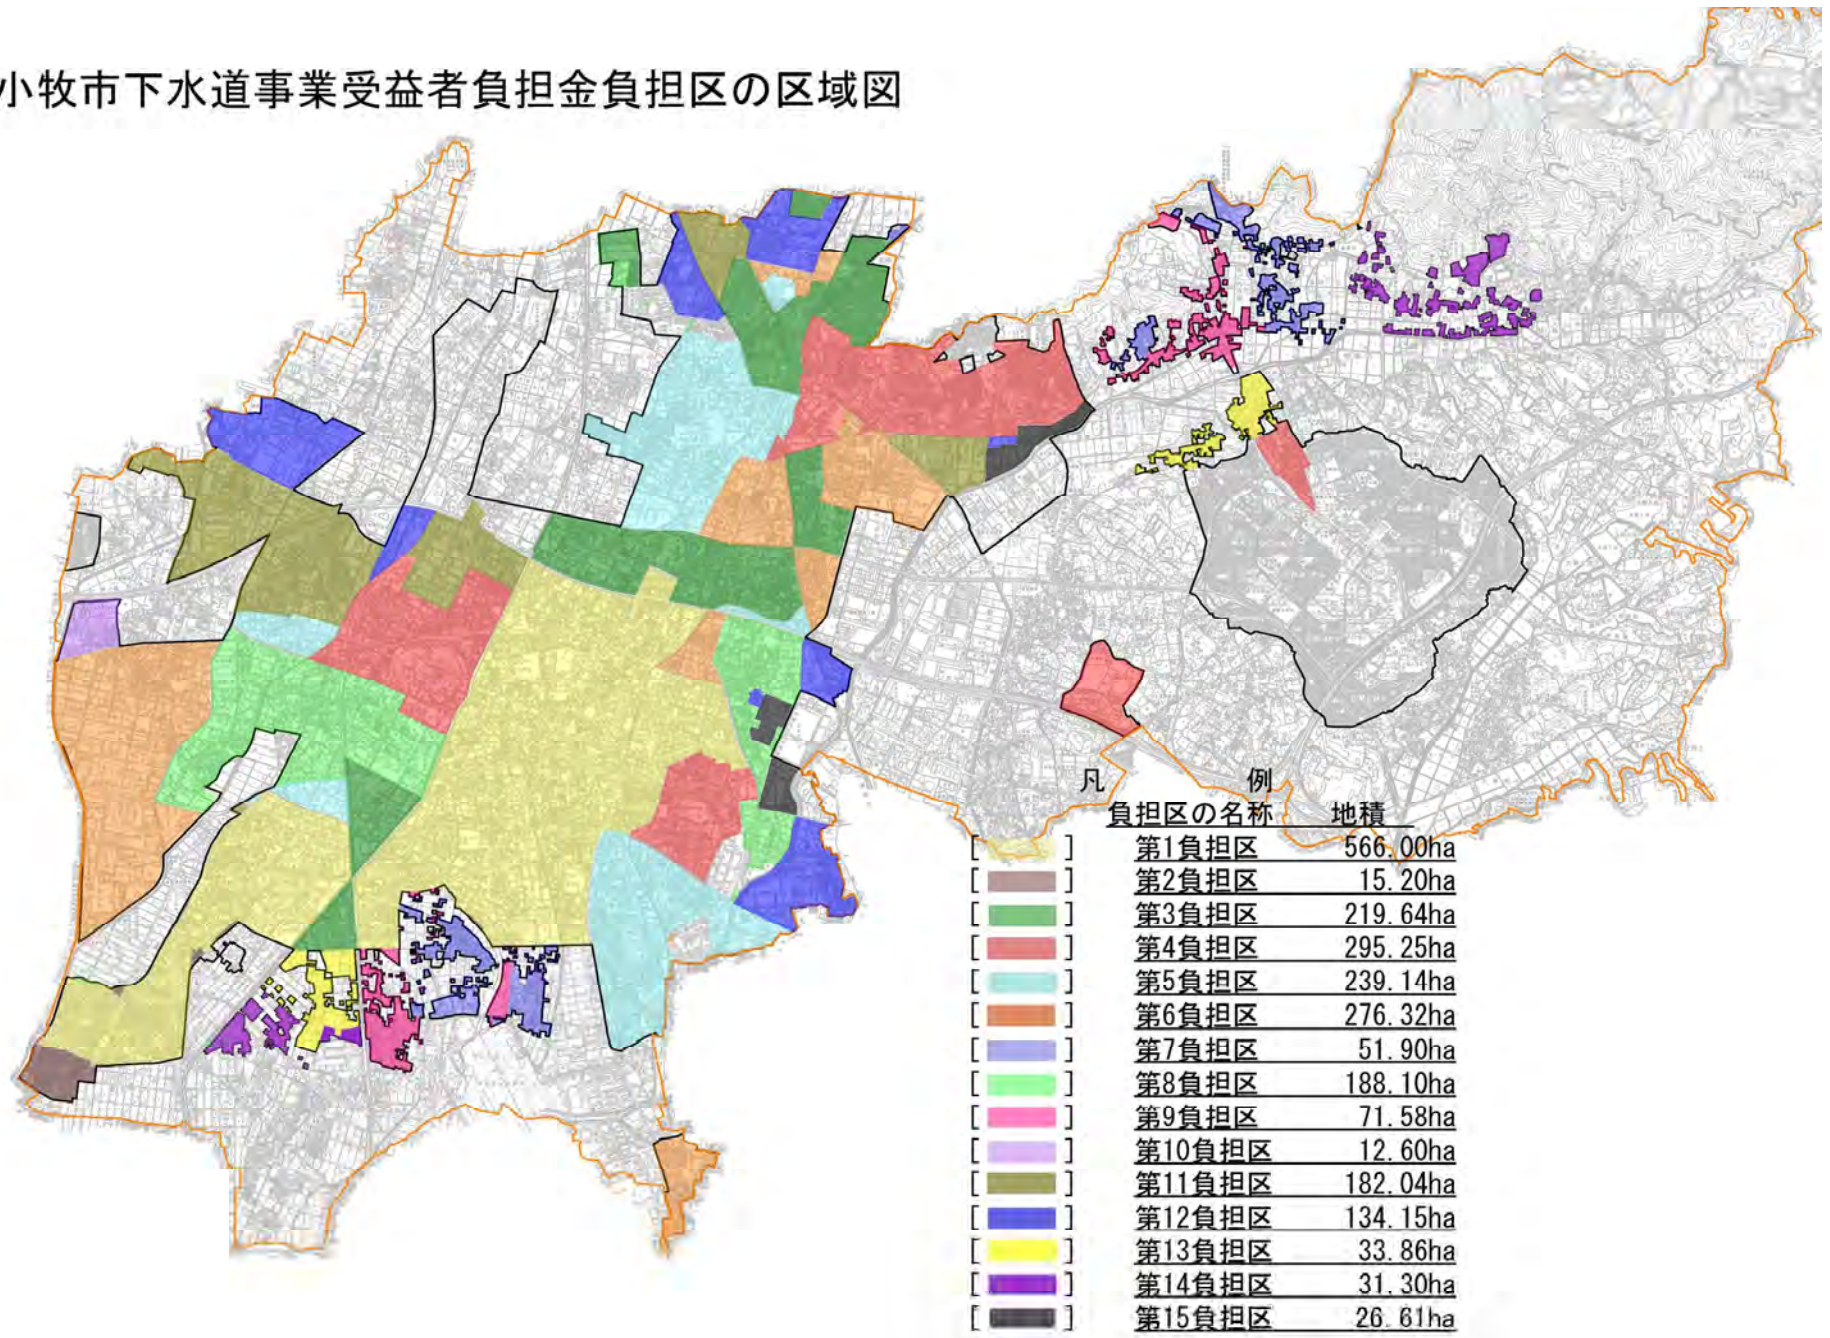 小牧市下水道事業受益者負担金負担区の区域図
凡 例
負担区の名称 地積
[ ] 第1負担区 566.00ha
[ ] 第2負担区 15.20ha
[ ] 第3負担区 219.64ha
[ ] 第4負担区 295.25ha
[ ] 第5負担区 239.14ha
[ ] 第6負担区 276.32ha
[ ] 第7負担区 51.90ha
[ ] 第8負担区 188.10ha
[ ] 第9負担区 71.58ha
[ ] 第10負担区 12.60ha
[ ] 第11負担区 182.04ha
[ ] 第12負担区 134.15ha
[ ] 第13負担区 33.86ha
[ ] 第14負担区 31.30ha
[ ] 第15負担区 26.61ha